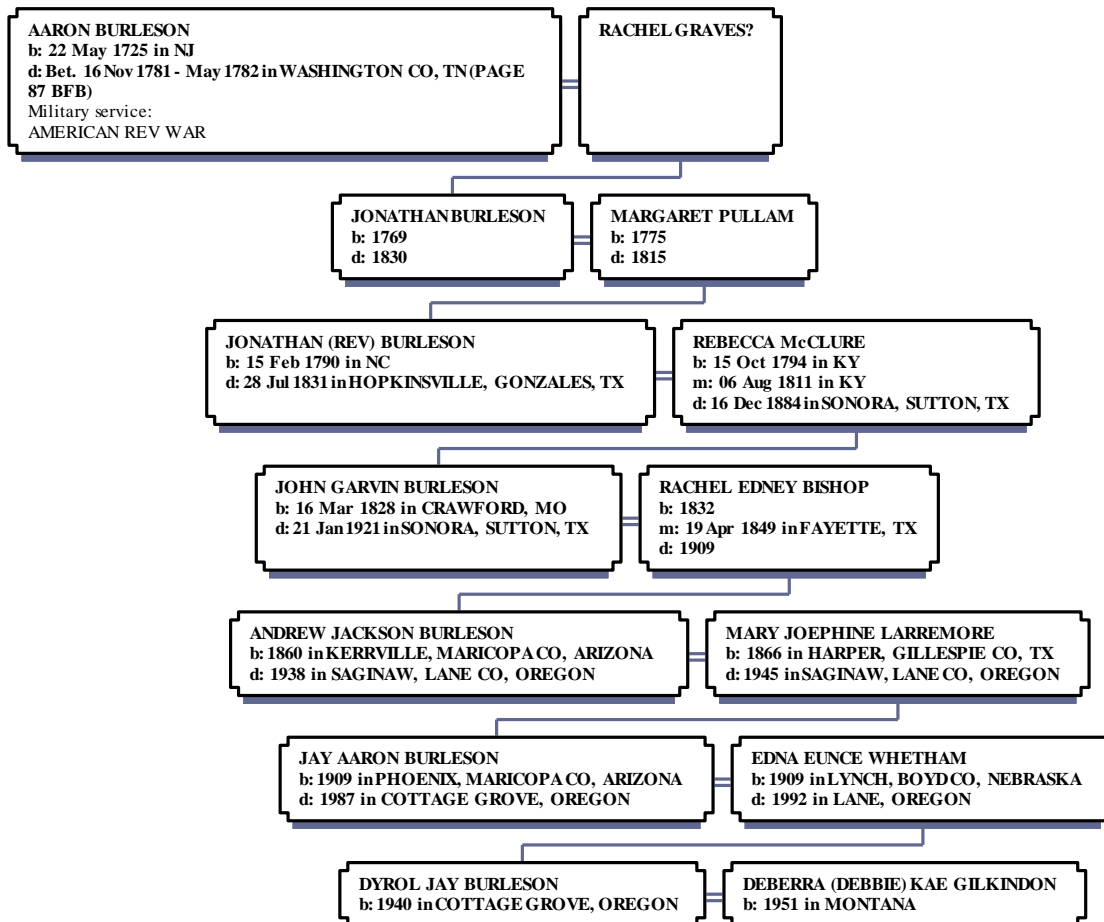 AARON BURLESON
b: 22 May 1725 in NJ
d: Bet. 16 Nov 1781 - May 1782 in WASHINGTON CO, TN (PAGE
87 BFB)
Military service:
AMERICAN REV WAR
RACHEL GRAVES?
JONATHAN BURLESON
b: 1769
d: 1830
MARGARET PULLAM
b: 1775
d: 1815
JONATHAN (REV) BURLESON
b: 15 Feb 1790 in NC
d: 28 Jul 1831 in HOPKINSVILLE, GONZALES, TX
REBECCA McCLURE
b: 15 Oct 1794 in KY
m: 06 Aug 1811 in KY
d: 16 Dec 1884 in SONORA, SUTTON, TX
JOHN GARVIN BURLESON
b: 16 Mar 1828 in CRAWFORD, MO
d: 21 Jan 1921 in SONORA, SUTTON, TX
RACHEL EDNEY BISHOP
b: 1832
m: 19 Apr 1849 in FAYETTE, TX
d: 1909
ANDREW JACKSON BURLESON
b: 1860 in KERRVILLE, MARICOPA CO, ARIZONA
d: 1938 in SAGINAW, LANE CO, OREGON
MARY JOEPHINE LARREMORE
b: 1866 in HARPER, GILLESPIE CO, TX
d: 1945 in SAGINAW, LANE CO, OREGON
JAY AARON BURLESON
b: 1909 in PHOENIX, MARICOPA CO, ARIZONA
d: 1987 in COTTAGE GROVE, OREGON
EDNA EUNCE WHETHAM
b: 1909 in LYNCH, BOYD CO, NEBRASKA
d: 1992 in LANE, OREGON
DYROL JAY BURLESON
b: 1940 in COTTAGE GROVE, OREGON
DEBERRA (DEBBIE) KAE GILKINDON
b: 1951 in MONTANA